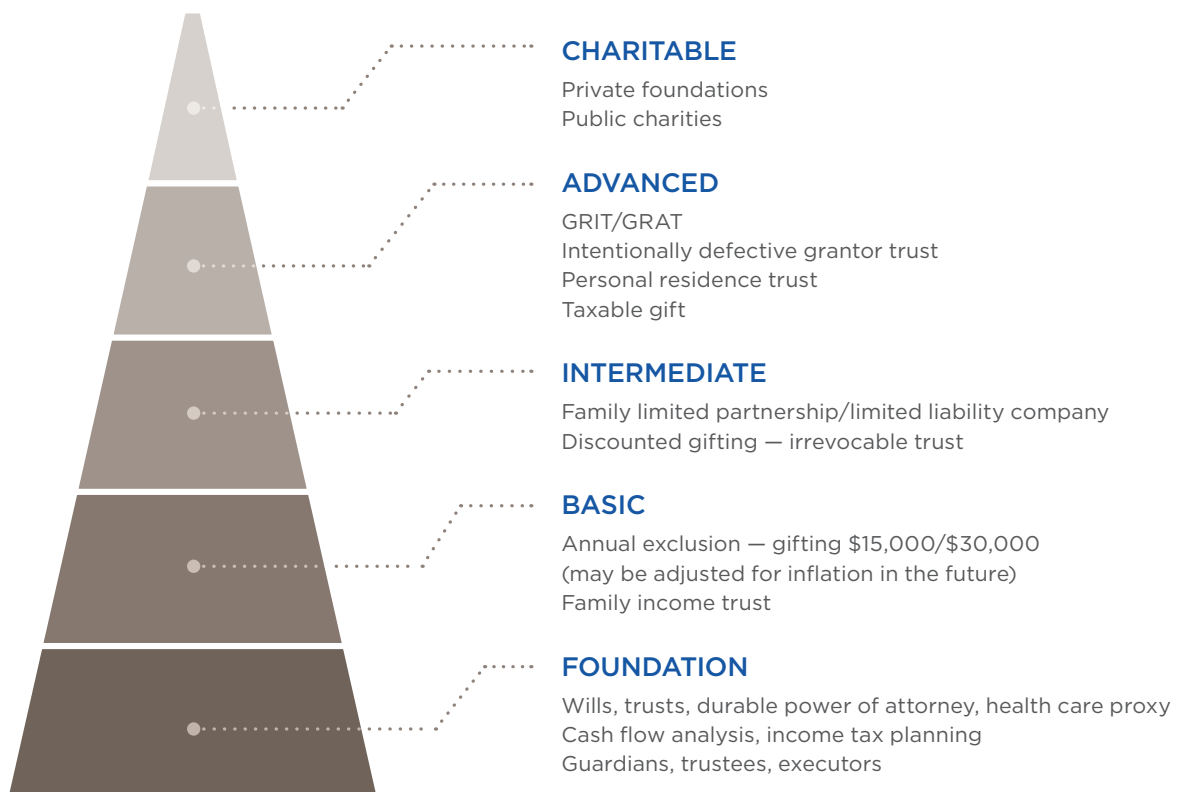 CHARITABLE
Private foundations
Public charities
ADVANCED
GRIT/GRAT
Intentionally defective grantor trust
Personal residence trust
Taxable gift
INTERMEDIATE
Family limited partnership/limited liability company
Discounted gifting — irrevocable trust
BASIC
Annual exclusion — gifting $15,000/$30,000
(may be adjusted for inflation in the future)
Family income trust
FOUNDATION
Wills, trusts, durable power of attorney, health care proxy
Cash flow analysis, income tax planning
Guardians, trustees, executors